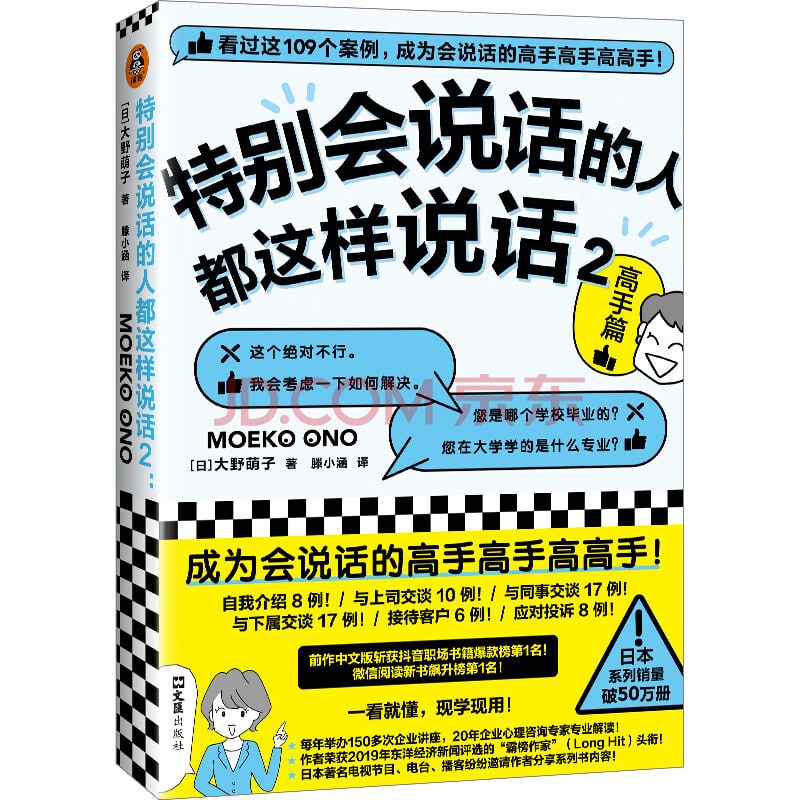 看过这109个案例，成为会说话的高手高手高高手！
特别会说话的人
都这样说话2
高手篇
这个绝对不行。
我会考虑一下如何解决。
您是哪个学校毕业的？
您在大学学的是什么专业？
JD.COM 京东
MOEKO ONO
[日]大野萌子 著 滕小涵 译
成为会说话的高手高手高高手！
自我介绍 8 例！/ 与上司交谈 10 例！/ 与同事交谈 17 例！
与下属交谈 17 例！/ 接待客户 6 例！/ 应对投诉 8 例！
前作中文版斩获抖音职场书籍爆款榜第1名！
微信阅读新书飙升榜第1名！
一看就懂，现学现用！
每年举办150多次企业讲座，20年企业心理咨询专家专业解读！
作者荣获2019年东洋经济新闻评选的“霸榜作家”（Long Hit）头衔！
日本著名电视节目、电台、播客纷纷邀请作者分享系列书内容！
！
日本
系列销量
破50万册
读客
[日]大野萌子 著 滕小涵 译
特别会说话的人都这样说话2：
MOEKO ONO
文汇出版社